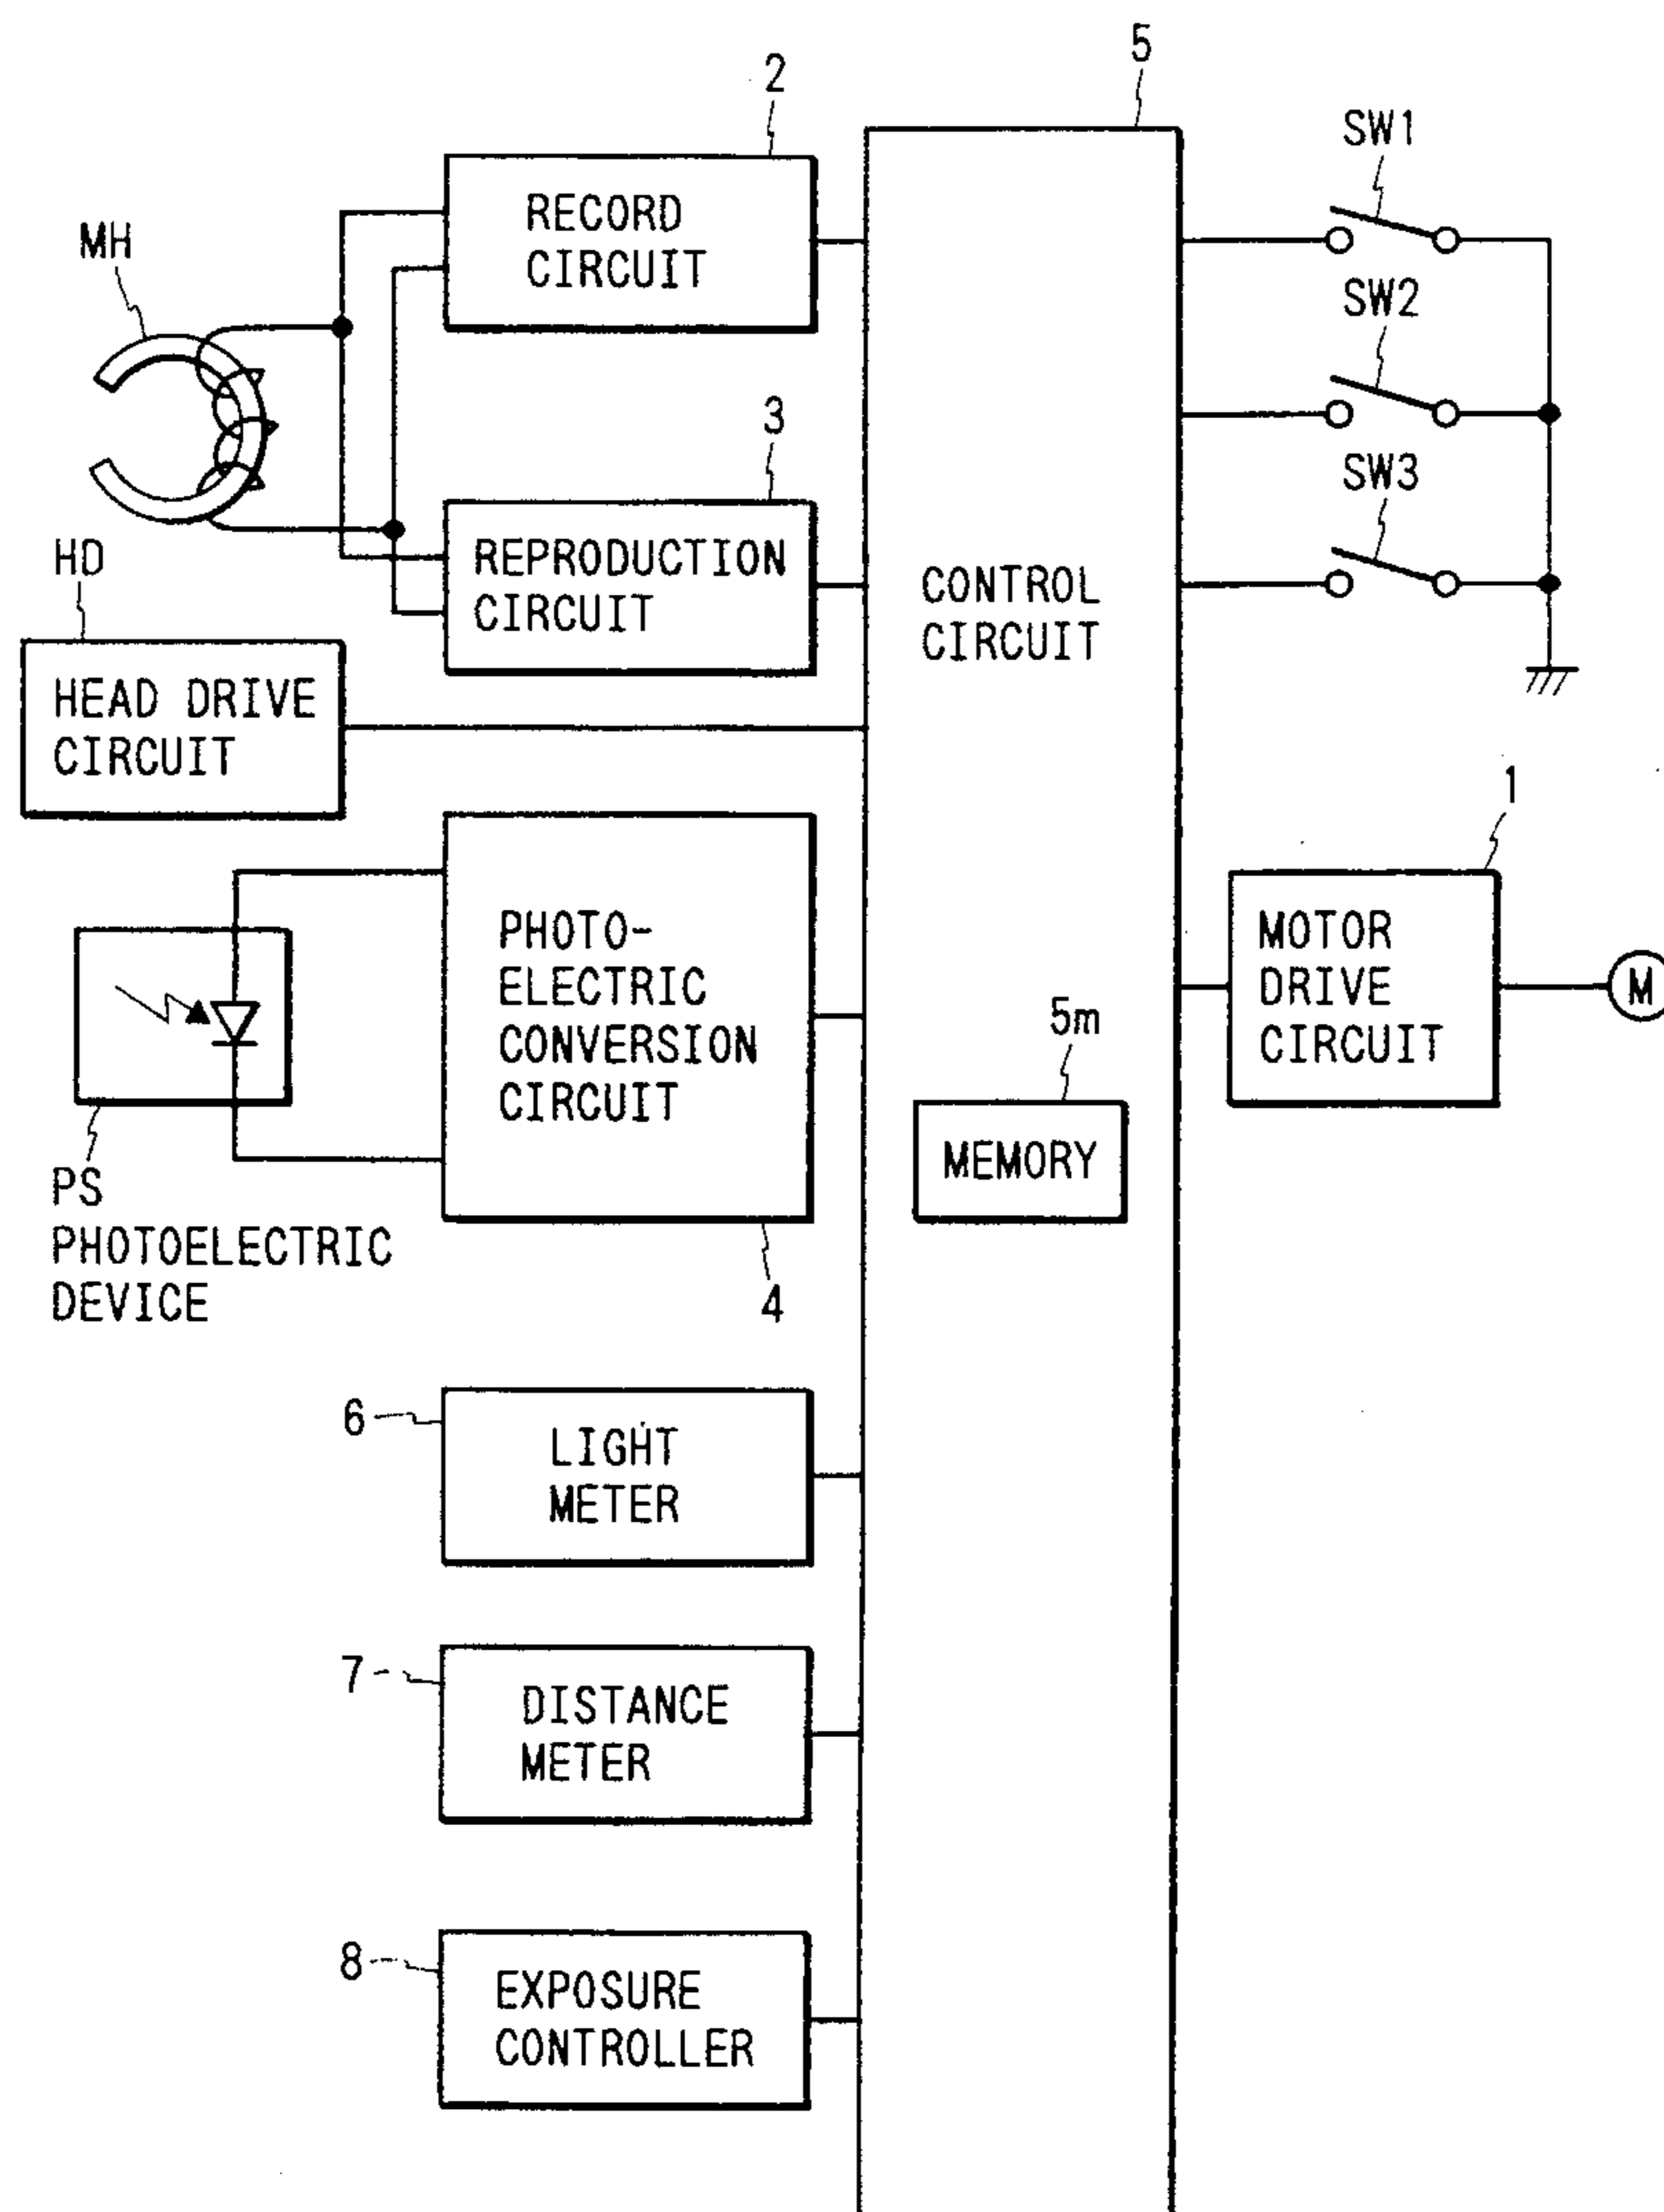 5
2
SW1
RECORD
CIRCUIT
MH
SW2
3
SW3
REPRODUCTION
CIRCUIT
HD
CONTROL
CIRCUIT
HEAD DRIVE
CIRCUIT
1
PHOTO-
ELECTRIC
CONVERSION
CIRCUIT
MOTOR
DRIVE
CIRCUIT
M
5m
MEMORY
PS
PHOTOELECTRIC
DEVICE
4
6
LIGHT
METER
7
DISTANCE
METER
8
EXPOSURE
CONTROLLER